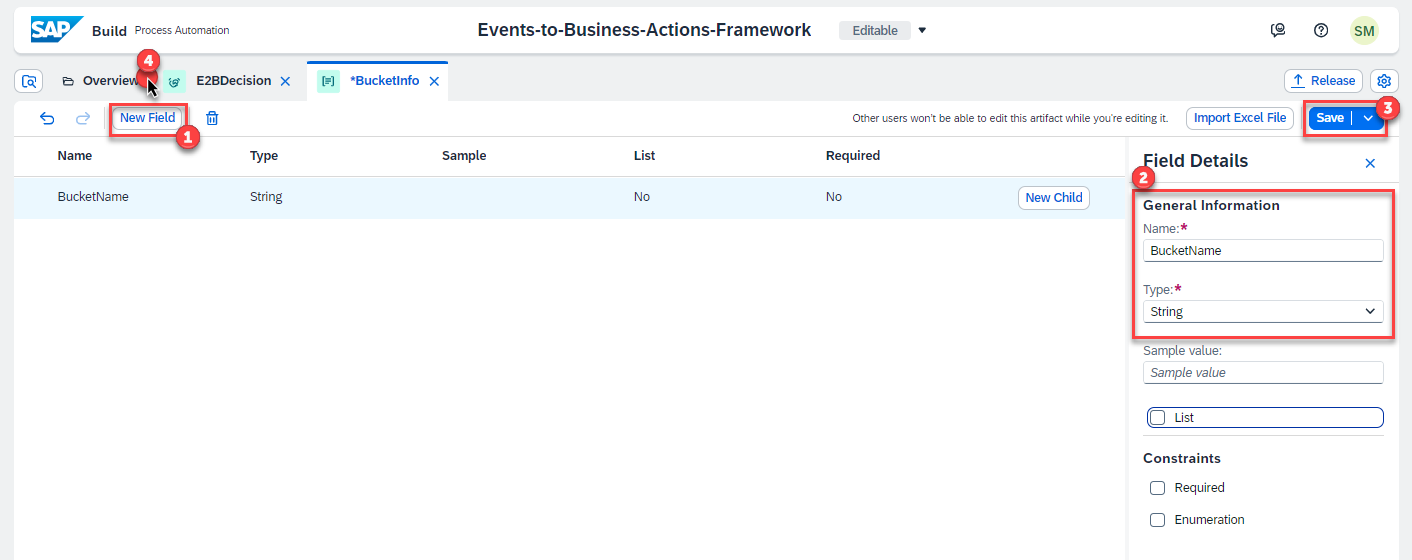 SAP Build Process Automation Events-to-Business-Actions-Framework Editable SM
4
Overview E2BDecision *BucketInfo Release
New Field Other users won't be able to edit this artifact while you're editing it. Import Excel File Save 3
1
Name Type Sample List Required Field Details
2
BucketName String No No New Child
General Information
Name:*
BucketName
Type:*
String
Sample value:
Sample value
List
Constraints
Required
Enumeration